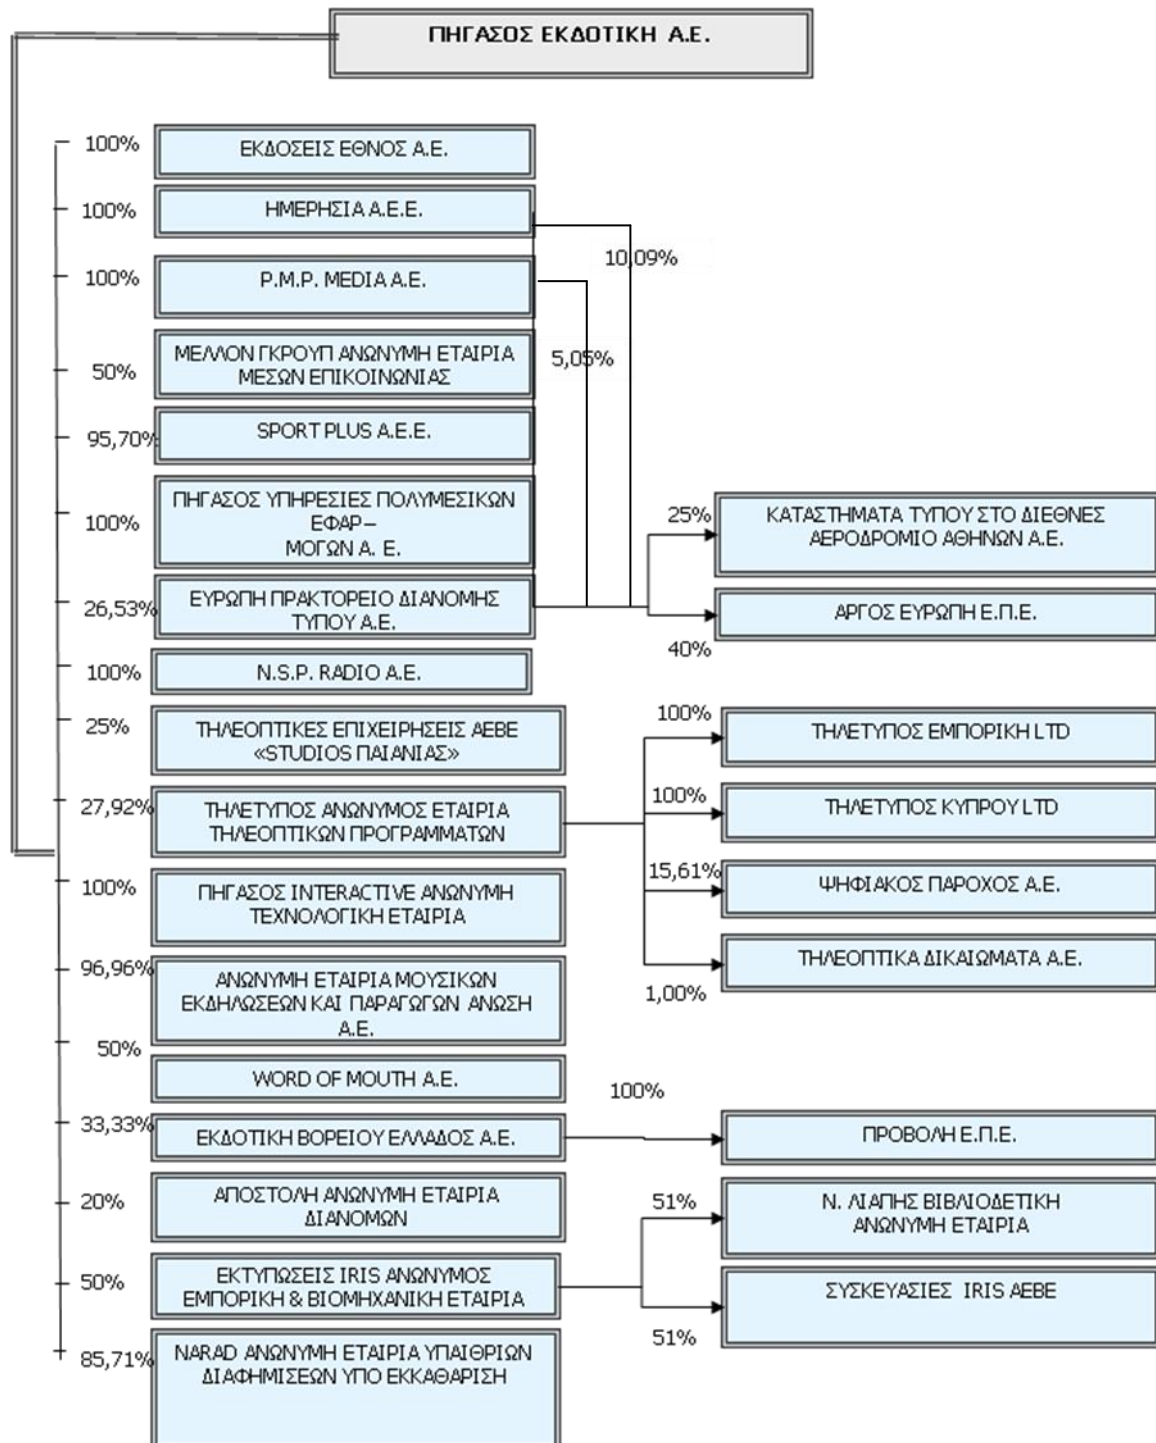 ΠΗΓΑΣΟΣ ΕΚΔΟΤΙΚΗ Α.Ε.
100%
ΕΚΔΟΣΕΙΣ ΕΘΝΟΣ Α.Ε.
100%
ΗΜΕΡΗΣΙΑ Α.Ε.Ε.
10,09%
100%
P.M.P. MEDIA Α.Ε.
5,05%
50%
ΜΕΛΛΟΝ ΓΚΡΟΥΠ ΑΝΩΝΥΜΗ ΕΤΑΙΡΙΑ
ΜΕΣΩΝ ΕΠΙΚΟΙΝΩΝΙΑΣ
95,70%
SPORT PLUS Α.Ε.Ε.
100%
ΠΗΓΑΣΟΣ ΥΠΗΡΕΣΙΕΣ ΠΟΛΥΜΕΣΙΚΩΝ
ΕΦΑΡ–
ΜΟΓΩΝ Α. Ε.
25%
ΚΑΤΑΣΤΗΜΑΤΑ ΤΥΠΟΥ ΣΤΟ ΔΙΕΘΝΕΣ
ΑΕΡΟΔΡΟΜΙΟ ΑΘΗΝΩΝ Α.Ε.
26,53%
ΕΥΡΩΠΗ ΠΡΑΚΤΟΡΕΙΟ ΔΙΑΝΟΜΗΣ
ΤΥΠΟΥ Α.Ε.
ΑΡΓΟΣ ΕΥΡΩΠΗ Ε.Π.Ε.
40%
100%
N.S.P. RADIO Α.Ε.
25%
ΤΗΛΕΟΠΤΙΚΕΣ ΕΠΙΧΕΙΡΗΣΕΙΣ ΑΕΒΕ
«STUDIOS ΠΑΙΑΝΙΑΣ»
100%
ΤΗΛΕΤΥΠΟΣ ΕΜΠΟΡΙΚΗ LTD
27,92%
ΤΗΛΕΤΥΠΟΣ ΑΝΩΝΥΜΟΣ ΕΤΑΙΡΙΑ
ΤΗΛΕΟΠΤΙΚΩΝ ΠΡΟΓΡΑΜΜΑΤΩΝ
100%
ΤΗΛΕΤΥΠΟΣ ΚΥΠΡΟΥ LTD
100%
ΠΗΓΑΣΟΣ INTERACTIVE ΑΝΩΝΥΜΗ
ΤΕΧΝΟΛΟΓΙΚΗ ΕΤΑΙΡΙΑ
15,61%
ΨΗΦΙΑΚΟΣ ΠΑΡΟΧΟΣ Α.Ε.
96,96%
ΑΝΩΝΥΜΗ ΕΤΑΙΡΙΑ ΜΟΥΣΙΚΩΝ
ΕΚΔΗΛΩΣΕΩΝ ΚΑΙ ΠΑΡΑΓΩΓΩΝ ΑΝΩΣΗ
Α.Ε.
ΤΗΛΕΟΠΤΙΚΑ ΔΙΚΑΙΩΜΑΤΑ Α.Ε.
1,00%
50%
WORD OF MOUTH Α.Ε.
33,33%
ΕΚΔΟΤΙΚΗ ΒΟΡΕΙΟΥ ΕΛΛΑΔΟΣ Α.Ε.
100%
ΠΡΟΒΟΛΗ Ε.Π.Ε.
20%
ΑΠΟΣΤΟΛΗ ΑΝΩΝΥΜΗ ΕΤΑΙΡΙΑ
ΔΙΑΝΟΜΩΝ
51%
Ν. ΛΙΑΠΗΣ ΒΙΒΛΙΟΔΕΤΙΚΗ
ΑΝΩΝΥΜΗ ΕΤΑΙΡΙΑ
50%
ΕΚΤΥΠΩΣΕΙΣ IRIS ΑΝΩΝΥΜΟΣ
ΕΜΠΟΡΙΚΗ & ΒΙΟΜΗΧΑΝΙΚΗ ΕΤΑΙΡΙΑ
ΣΥΣΚΕΥΑΣΙΕΣ IRIS ΑΕΒΕ
51%
85,71%
NARAD ΑΝΩΝΥΜΗ ΕΤΑΙΡΙΑ ΥΠΑΙΘΡΙΩΝ
ΔΙΑΦΗΜΙΣΕΩΝ ΥΠΟ ΕΚΚΑΘΑΡΙΣΗ